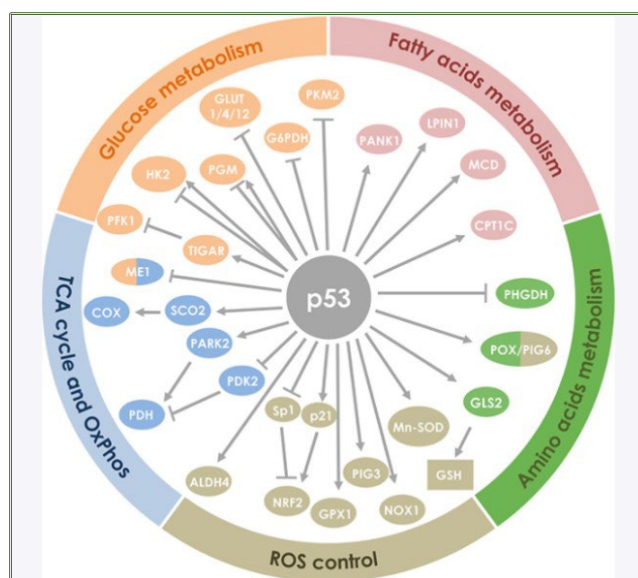 Glucose metabolism
Fatty acids metabolism
Amino acids metabolism
ROS control
TCA cycle and OxPhos
GLUT
1/4/12
PKM2
G6PDH
PGM
HK2
PFK1
TIGAR
ME1
COX
SCO2
PARK2
PDK2
PDH
PANK1
LPIN1
MCD
CPT1C
p53
PHGDH
POX/PIG6
GLS2
GSH
Mn-SOD
Sp1
p21
ALDH4
NRF2
GPX1
PIG3
NOX1